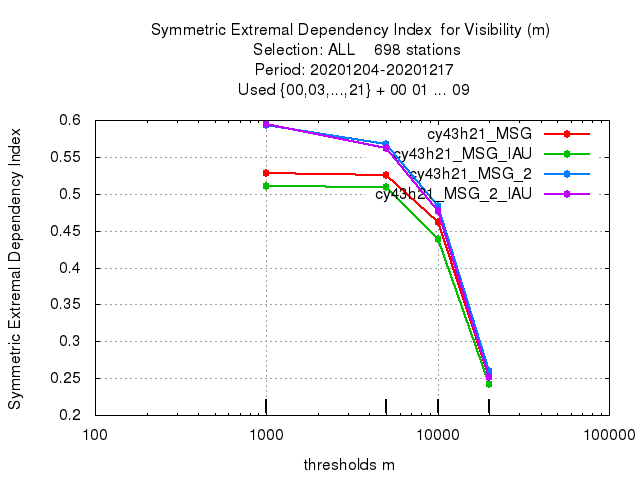 Symmetric Extremal Dependency Index  for Visibility (m)
Selection: ALL    698 stations
Period: 20201204-20201217
Used {00,03,...,21} + 00 01 ... 09
Symmetric Extremal Dependency Index
0.6
0.55
0.5
0.45
0.4
0.35
0.3
0.25
0.2
cy43h21_MSG
cy43h21_MSG_IAU
cy43h21_MSG_2
cy43h21_MSG_2_IAU
100 1000 10000 100000
thresholds m